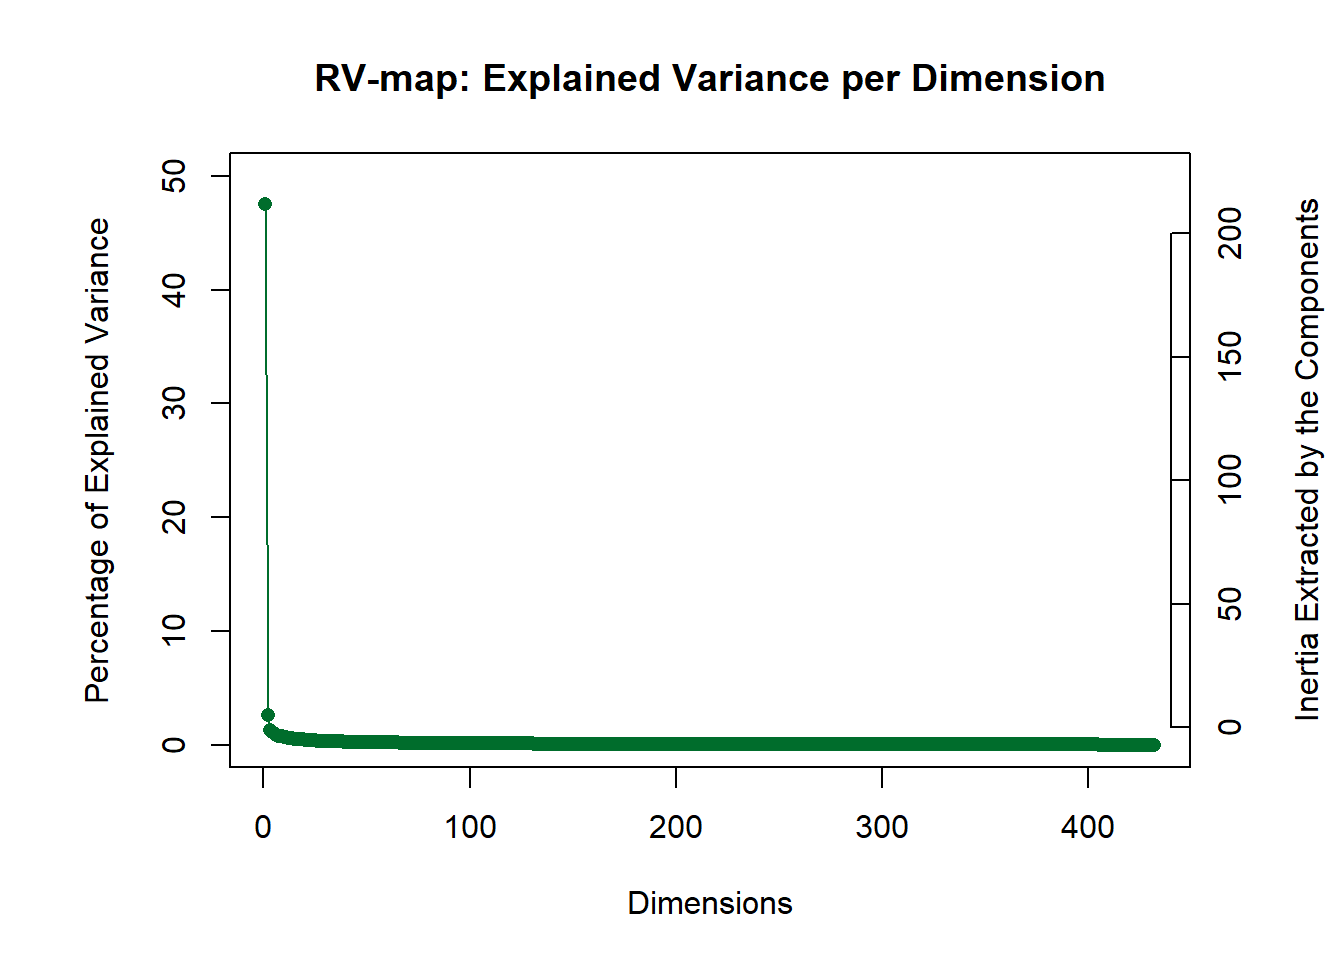 RV-map: Explained Variance per Dimension
Percentage of Explained Variance
50
40
30
20
10
0
200
150
100
50
0
Inertia Extracted by the Components
0 100 200 300 400
Dimensions